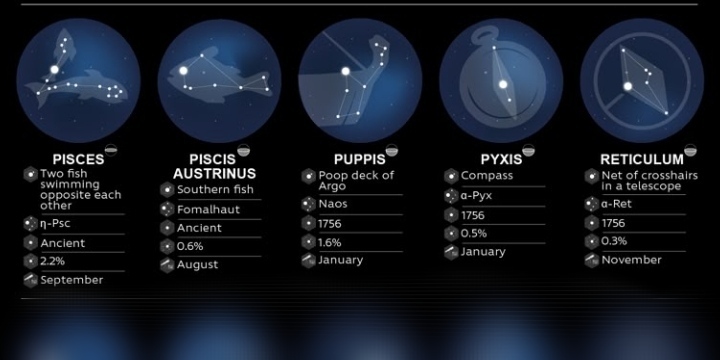 PISCES
Two fish
swimming
opposite each
other
η-Psc
Ancient
2.2%
September
PISCIS
AUSTRINUS
Southern fish
Fomalhaut
Ancient
0.6%
August
PUPPIS
Poop deck of
Argo
Naos
1756
1.6%
January
PYXIS
Compass
α-Pyx
1756
0.5%
January
RETICULUM
Net of crosshairs
in a telescope
α-Ret
1756
0.3%
November